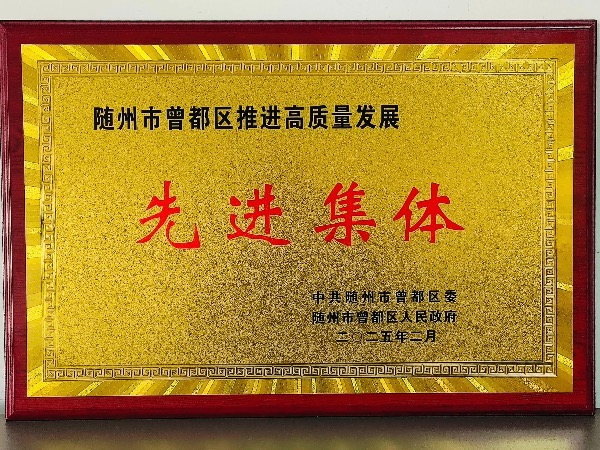 随州市曾都区推进高质量发展
先进集体
中共随州市曾都区委
随州市曾都区人民政府
二〇二五年二月